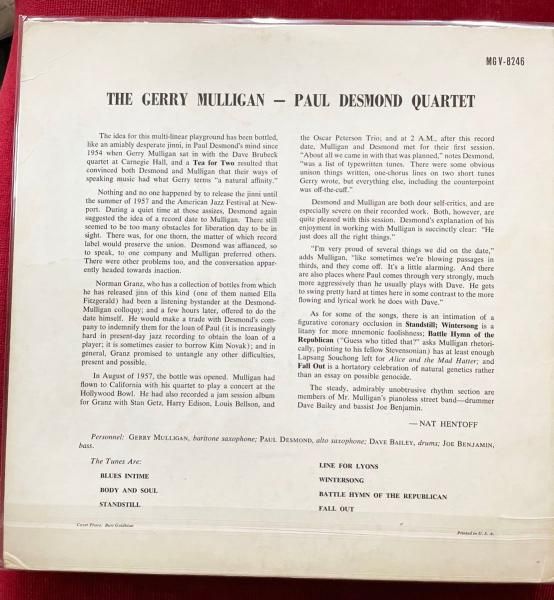 MG V-8246
THE GERRY MULLIGAN — PAUL DESMOND QUARTET
The idea for this multi-linear playground has been bottled,
like an amiably desperate jinni, in Paul Desmond's mind since
1954 when Gerry Mulligan sat in with the Dave Brubeck
quartet at Carnegie Hall, and a Tea for Two resulted that
convinced both Desmond and Mulligan that their ways of
speaking music had what Gerry terms "a natural affinity."
Nothing and no one happened by to release the jinni until
the summer of 1957 and the American Jazz Festival at New-
port. During a quiet time at those assizes, Desmond again
suggested the idea of a record date to Mulligan. There still
seemed to be too many obstacles for liberation day to be in
sight. There was, for one thorn, the matter of which record
label would preserve the union. Desmond was affianced, so
to speak, to one company and Mulligan preferred others.
There were other problems too, and the conversation appar-
ently headed towards inaction.
Norman Granz, who has a collection of bottles from which
he has released jinn of this kind (one of them named Ella
Fitzgerald) had been a listening bystander at the Desmond-
Mulligan colloquy; and a few hours later, offered to do the
date himself. He would make a trade with Desmond's com-
pany to indemnify them for the loan of Paul (it is increasingly
hard in present-day jazz recording to obtain the loan of a
player; it is sometimes easier to borrow Kim Novak); and in
general, Granz promised to untangle any other difficulties,
present and possible.
In August of 1957, the bottle was opened. Mulligan had
flown to California with his quartet to play a concert at the
Hollywood Bowl. He had also recorded a jam session album
for Granz with Stan Getz, Harry Edison, Louis Bellson, and
the Oscar Peterson Trio; and at 2 A.M., after this record
date, Mulligan and Desmond met for their first session.
"About all we came in with that was planned," notes Desmond,
"was a list of typewritten tunes. There were some obvious
unison things written, one-chorus lines on two short tunes
Gerry wrote, but everything else, including the counterpoint
was off-the-cuff."
Desmond and Mulligan are both dour self-critics, and are
especially severe on their recorded work. Both, however, are
quite pleased with this session. Desmond's explanation of his
enjoyment in working with Mulligan is succinctly clear: "He
just does all the right things."
"I'm very proud of several things we did on the date,"
adds Mulligan, "like sometimes we're blowing passages in
thirds, and they come off. It's a little alarming. And there
are also places where Paul comes through very strongly, much
more aggressively than he usually plays with Dave. He gets
to swing pretty hard at times here in some contrast to the more
flowing and lyrical work he does with Dave."
As for some of the songs, there is an intimation of a
figurative coronary occlusion in Standstill; Wintersong is a
litany for more mnemonic foolishness; Battle Hymn of the
Republican ("Guess who titled that?" asks Mulligan rhetori-
cally, pointing to his fellow Stevensonian) has at least enough
Lapsang Souchong left for Alice and the Mad Hatter; and
Fall Out is a hortatory celebration of natural genetics rather
than an essay on possible genocide.
The steady, admirably unobtrusive rhythm section are
members of Mr. Mulligan's pianoless street band—drummer
Dave Bailey and bassist Joe Benjamin.
—NAT HENTOFF
Personnel: GERRY MULLIGAN, baritone saxophone; PAUL DESMOND, alto saxophone; DAVE BAILEY, drums; JOE BENJAMIN,
bass.
The Tunes Are:
BLUES INTIME
BODY AND SOUL
STANDSTILL
LINE FOR LYONS
WINTERSONG
BATTLE HYMN OF THE REPUBLICAN
FALL OUT
Cover Photo: Burt Goldblatt
Printed in U. S. A.